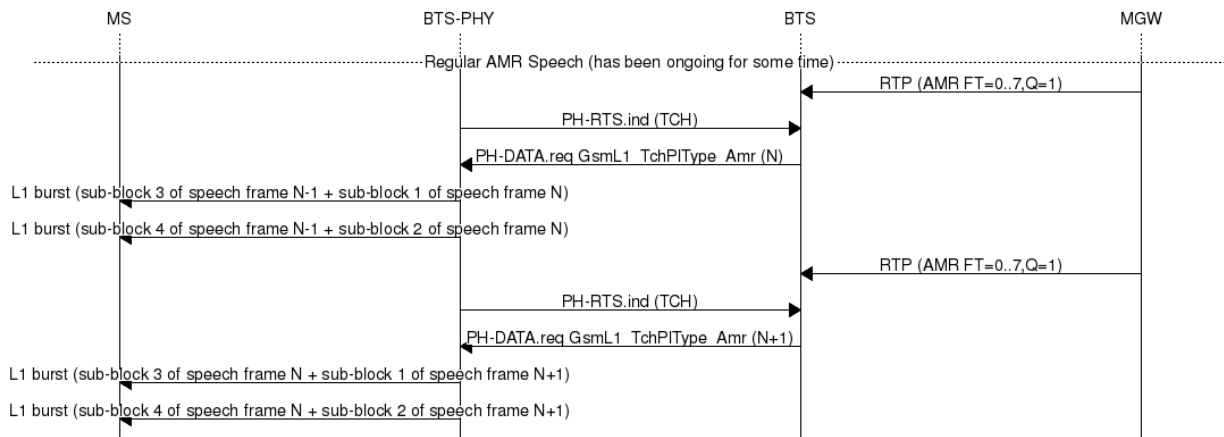 MS BTS-PHY BTS MGW
Regular AMR Speech (has been ongoing for some time)
RTP (AMR FT=0..7,Q=1)
PH-RTS.ind (TCH)
PH-DATA.req GsmL1_TchPlType_Amr (N)
L1 burst (sub-block 3 of speech frame N-1 + sub-block 1 of speech frame N)
L1 burst (sub-block 4 of speech frame N-1 + sub-block 2 of speech frame N)
RTP (AMR FT=0..7,Q=1)
PH-RTS.ind (TCH)
PH-DATA.req GsmL1_TchPlType_Amr (N+1)
L1 burst (sub-block 3 of speech frame N + sub-block 1 of speech frame N+1)
L1 burst (sub-block 4 of speech frame N + sub-block 2 of speech frame N+1)